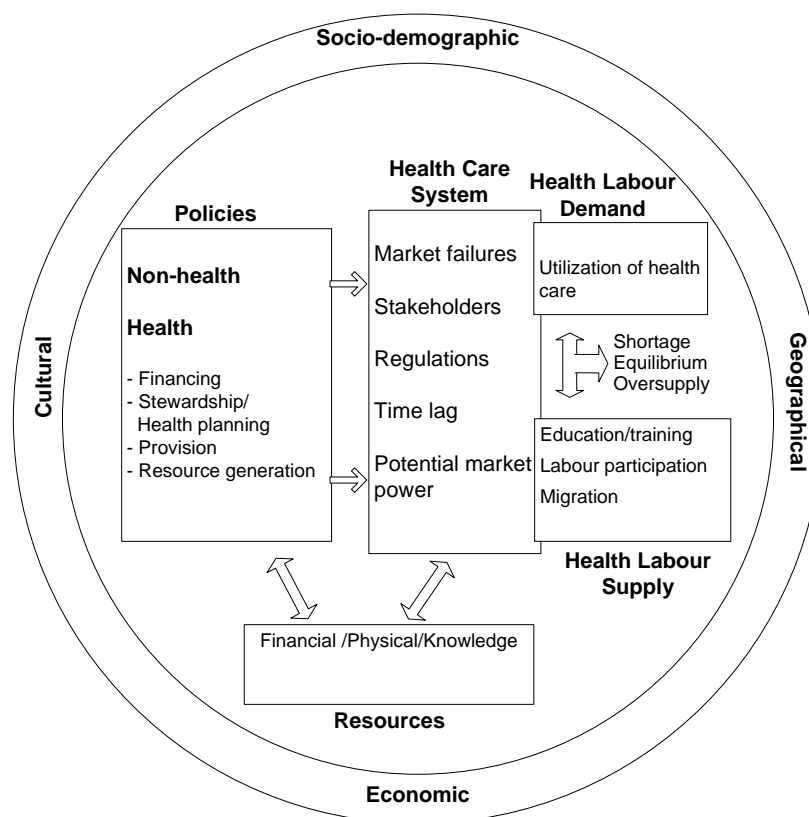 Socio-demographic
Cultural
Geographical
Economic
Policies
Non-health
Health
- Financing
- Stewardship/
Health planning
- Provision
- Resource generation
Health Care
System
Market failures
Stakeholders
Regulations
Time lag
Potential market
power
Health Labour
Demand
Utilization of health
care
Shortage
Equilibrium
Oversupply
Education/training
Labour participation
Migration
Health Labour
Supply
Financial /Physical/Knowledge
Resources